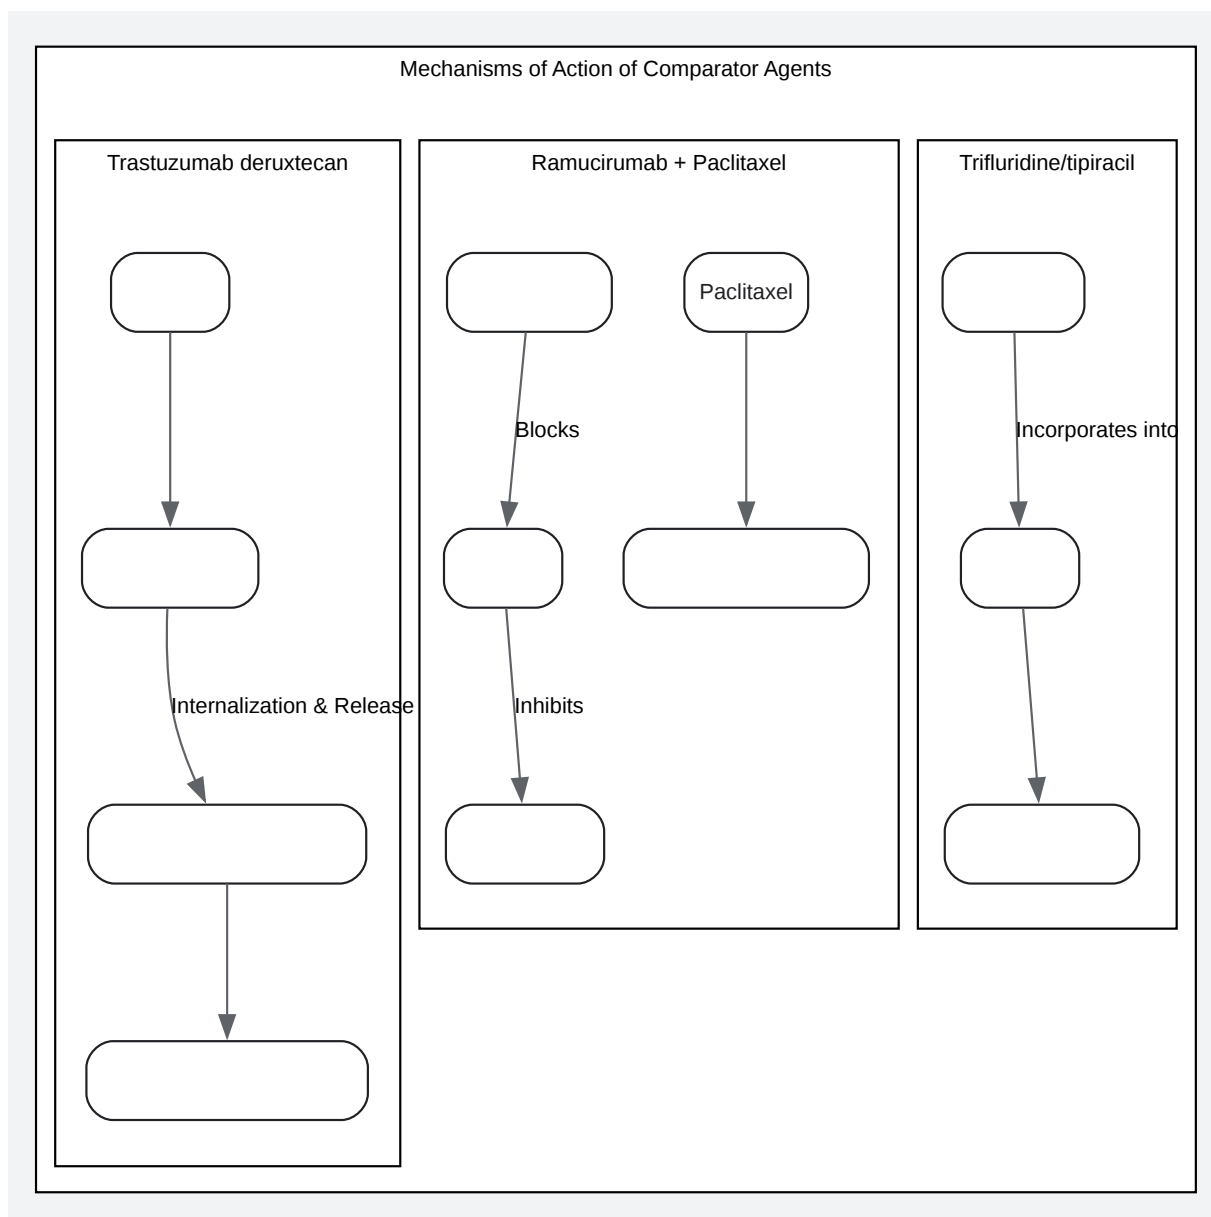 Mechanisms of Action of Comparator Agents
Trastuzumab deruxtecan
Internalization & Release
Ramucirumab + Paclitaxel
Paclitaxel
Blocks
Inhibits
Trifluridine/tipiracil
Incorporates into